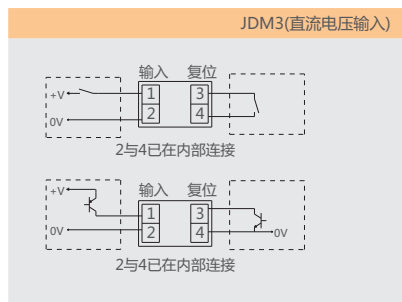 JDM3(直流电压输入)
输入 复位
+V 1 3
0V 2 4
2与4已在内部连接
输入 复位
+V 1 3
0V 2 4 0V
2与4已在内部连接